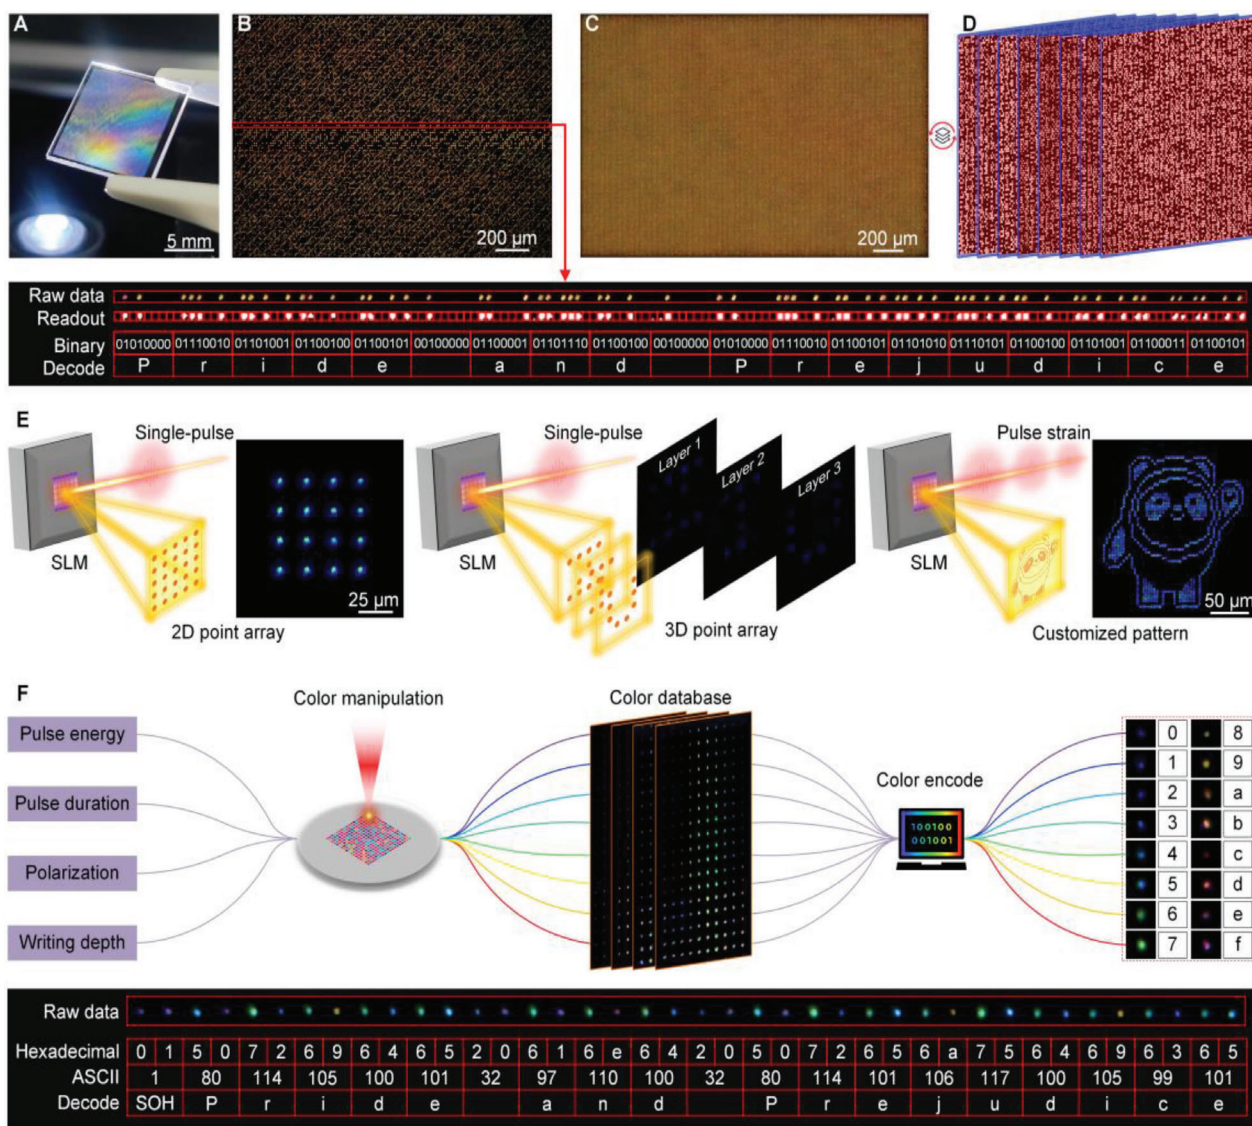 A B C D
5 mm 200 µm 200 µm
Raw data
Readout
Binary 01010000 01110010 01101001 01100100 01100101 00100000 01100001 01101110 01100100 00100000 01010000 01110010 01100101 01101010 01110101 01100100 01101001 01100011 01100101
Decode P r i d e a n d P r e j u d i c e
E
Single-pulse Single-pulse Pulse strain
Layer 1
Layer 2
Layer 3
SLM SLM SLM
25 µm 50 µm
2D point array 3D point array Customized pattern
F
Color manipulation Color database
Pulse energy
Pulse duration
Polarization
Writing depth
Color encode
100100
001001
0 8
1 9
2 a
3 b
4 c
5 d
6 e
7 f
Raw data
Hexadecimal 0 1 5 0 7 2 6 9 6 4 6 5 2 0 6 1 6 e 6 4 2 0 5 0 7 2 6 5 6 a 7 5 6 4 6 9 6 3 6 5
ASCII 1 80 114 105 100 101 32 97 110 100 32 80 114 101 106 117 100 105 99 101
Decode SOH P r i d e a n d P r e j u d i c e